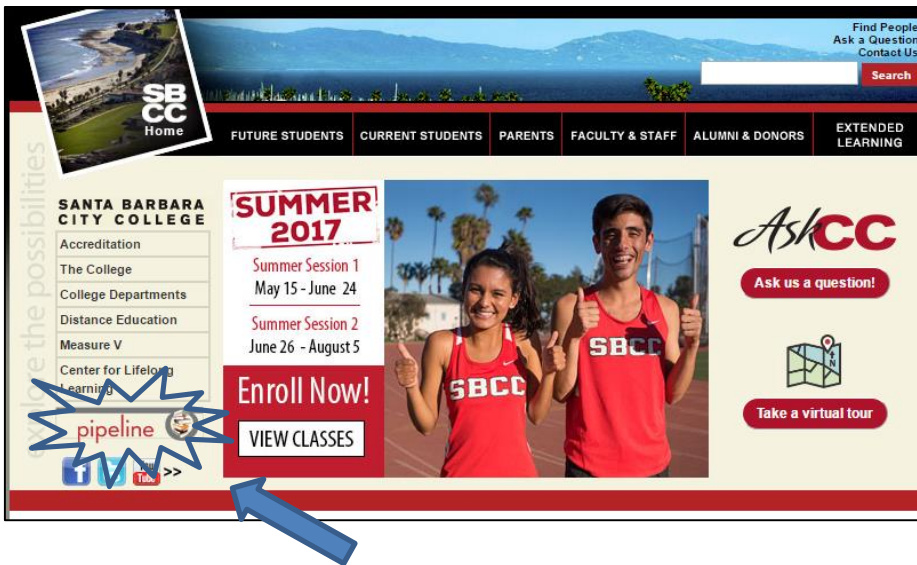 Find People
Ask a Question
Contact Us
Search
SB
CC
Home
FUTURE STUDENTS CURRENT STUDENTS PARENTS FACULTY & STAFF ALUMNI & DONORS EXTENDED
LEARNING
explore the possibilities
SANTA BARBARA
CITY COLLEGE
Accreditation
The College
College Departments
Distance Education
Measure V
Center for Lifelong
Learning
pipeline
f
You
Tube
>>
SUMMER
2017
Summer Session 1
May 15 - June 24
Summer Session 2
June 26 - August 5
Enroll Now!
VIEW CLASSES
SBCC
SBCC
AskCC
Ask us a question!
N
Take a virtual tour